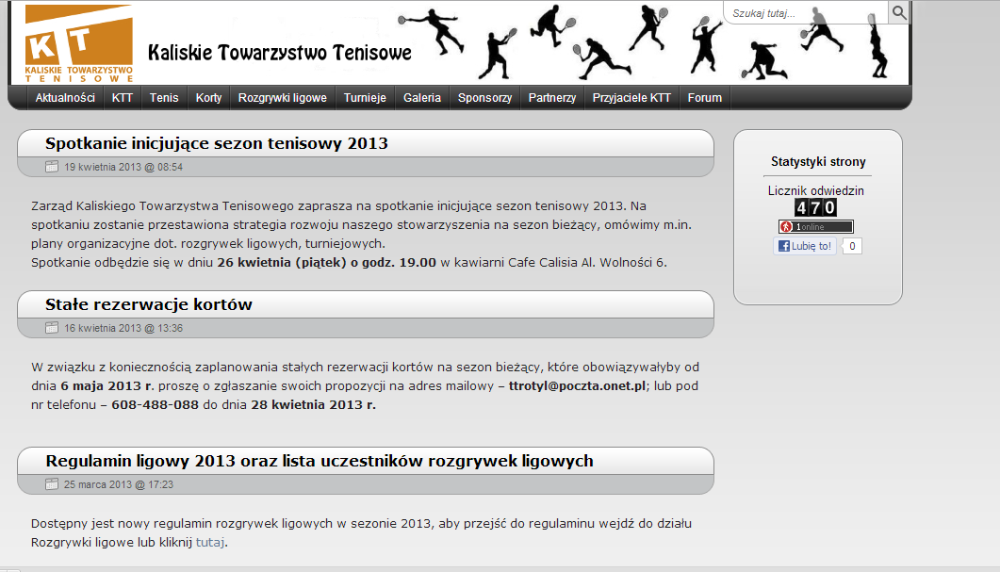 KTT
KALISKIE TOWARZYSTWO
TENISOWE
Kaliskie Towarzystwo Tenisowe
Szukaj tutaj...
Aktualności KTT Tenis Korty Rozgrywki ligowe Turnieje Galeria Sponsorzy Partnerzy Przyjaciele KTT Forum
Spotkanie inicjujące sezon tenisowy 2013
19 kwietnia 2013 @ 08:54
Zarząd Kaliskiego Towarzystwa Tenisowego zaprasza na spotkanie inicjujące sezon tenisowy 2013. Na
spotkaniu zostanie przestawiona strategia rozwoju naszego stowarzyszenia na sezon bieżący, omówimy m.in.
plany organizacyjne dot. rozgrywek ligowych, turniejowych.
Spotkanie odbędzie się w dniu 26 kwietnia (piątek) o godz. 19.00 w kawiarni Cafe Calisia Al. Wolności 6.
Stałe rezerwacje kortów
16 kwietnia 2013 @ 13:36
W związku z koniecznością zaplanowania stałych rezerwacji kortów na sezon bieżący, które obowiązywałyby od
dnia 6 maja 2013 r. proszę o zgłaszanie swoich propozycji na adres mailowy – ttrotyl@poczta.onet.pl; lub pod
nr telefonu – 608-488-088 do dnia 28 kwietnia 2013 r.
Regulamin ligowy 2013 oraz lista uczestników rozgrywek ligowych
25 marca 2013 @ 17:23
Dostępny jest nowy regulamin rozgrywek ligowych w sezonie 2013, aby przejść do regulaminu wejdź do działu
Rozgrywki ligowe lub kliknij tutaj.
Statystyki strony
Licznik odwiedzin
470
1 online
Lubię to! 0